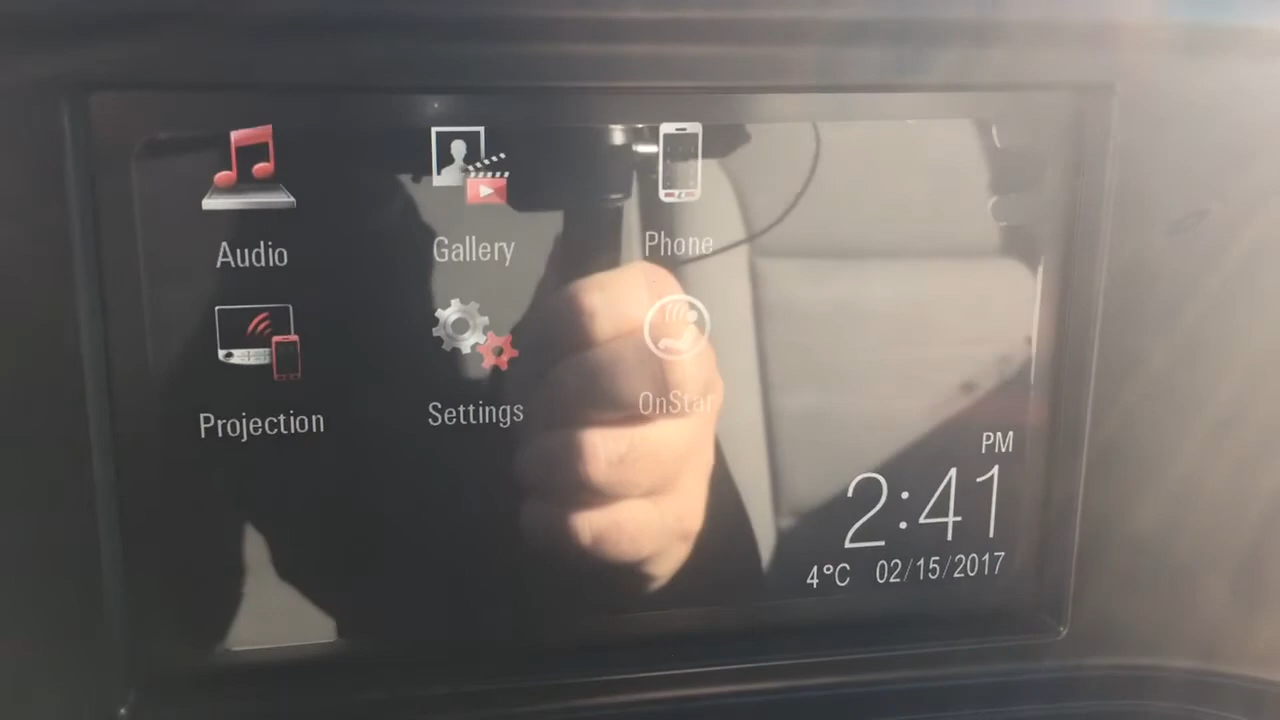 Audio
Gallery
Phone
Projection
Settings
OnStar
PM
2:41
4°C 02/15/2017